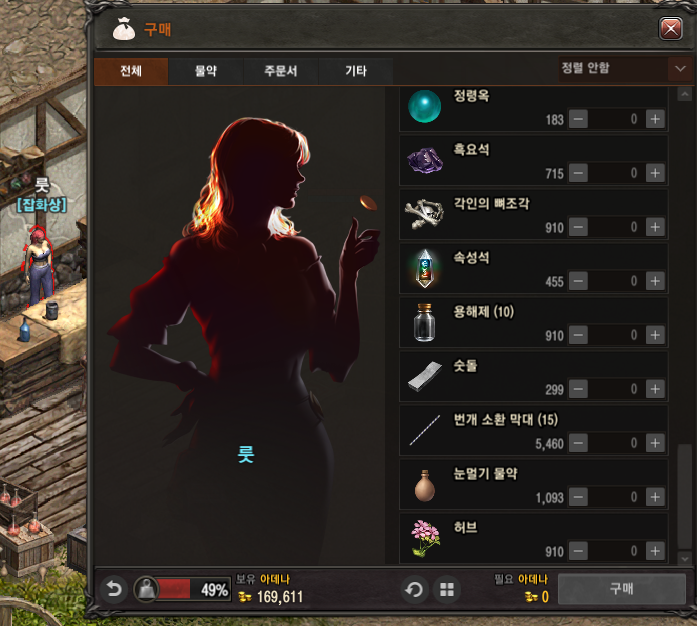 구매
전체
물약
주문서
기타
정렬 안함
정령옥
183
0
흑요석
715
0
각인의 뼈조각
910
0
속성석
455
0
용해제 (10)
910
0
숫돌
299
0
번개 소환 막대 (15)
5,460
0
눈멀기 물약
1,093
0
허브
910
0
룻
[잡화상]
룻
49%
보유 아데나
169,611
필요 아데나
0
구매